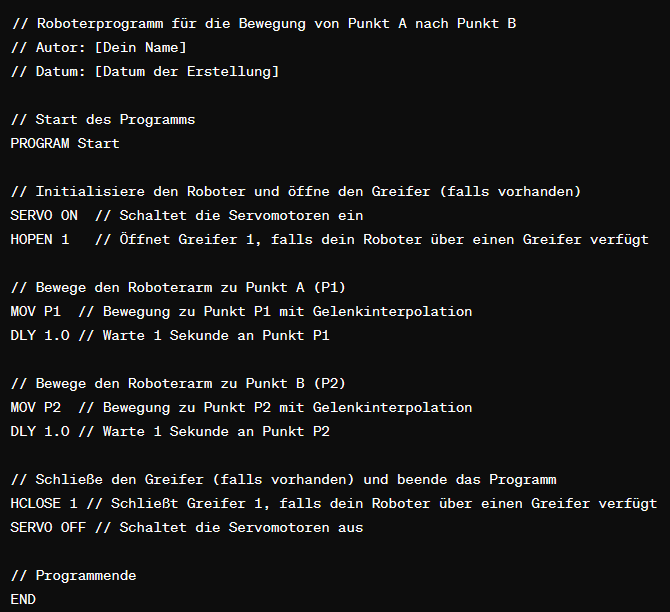 // Roboterprogramm für die Bewegung von Punkt A nach Punkt B
// Autor: [Dein Name]
// Datum: [Datum der Erstellung]
// Start des Programms
PROGRAM Start
// Initialisiere den Roboter und öffne den Greifer (falls vorhanden)
SERVO ON  // Schaltet die Servomotoren ein
HOPEN 1   // Öffnet Greifer 1, falls dein Roboter über einen Greifer verfügt
// Bewege den Roboterarm zu Punkt A (P1)
MOV P1  // Bewegung zu Punkt P1 mit Gelenkinterpolation
DLY 1.0 // Warte 1 Sekunde an Punkt P1
// Bewege den Roboterarm zu Punkt B (P2)
MOV P2  // Bewegung zu Punkt P2 mit Gelenkinterpolation
DLY 1.0 // Warte 1 Sekunde an Punkt P2
// Schließe den Greifer (falls vorhanden) und beende das Programm
HCLOSE 1 // Schließt Greifer 1, falls dein Roboter über einen Greifer verfügt
SERVO OFF // Schaltet die Servomotoren aus
// Programmende
END